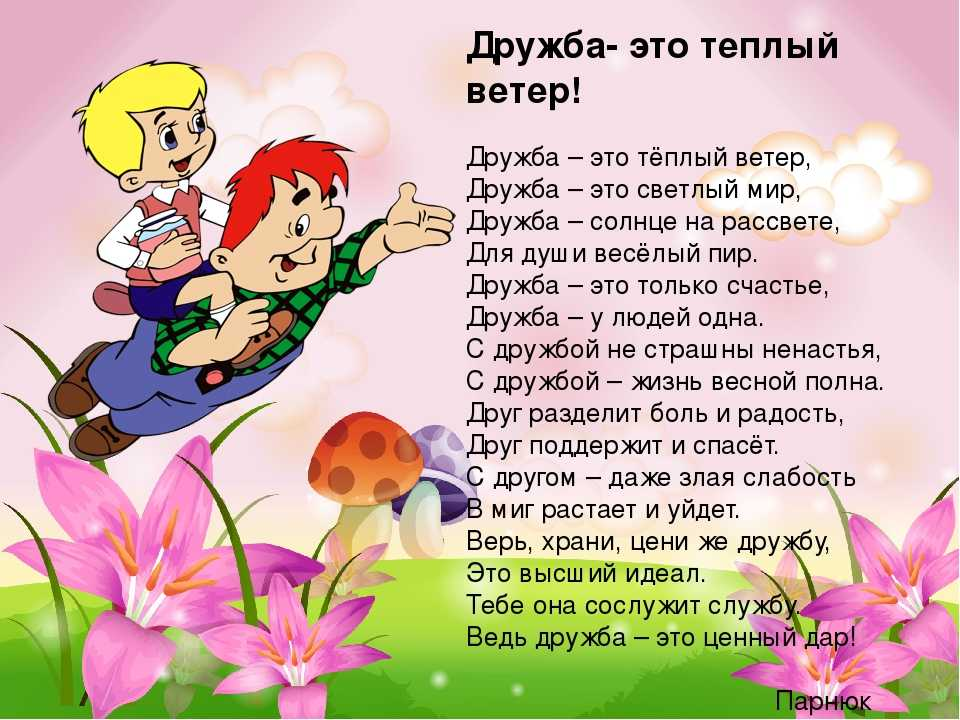 Дружба- это теплый
ветер!
Дружба – это тёплый ветер,
Дружба – это светлый мир,
Дружба – солнце на рассвете,
Для души весёлый пир.
Дружба – это только счастье,
Дружба – у людей одна.
С дружбой не страшны ненастья,
С дружбой – жизнь весной полна.
Друг разделит боль и радость,
Друг поддержит и спасёт.
С другом – даже злая слабость
В миг растает и уйдет.
Верь, храни, цени же дружбу,
Это высший идеал.
Тебе она сослужит службу.
Ведь дружба – это ценный дар!
Парнюк